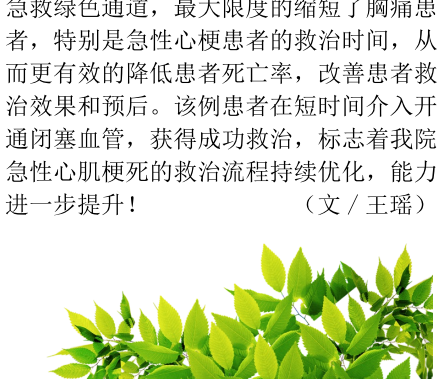 急救绿色通道，最大限度的缩短了胸痛患
者，特别是急性心梗患者的救治时间，从
而更有效的降低患者死亡率，改善患者救
治效果和预后。该例患者在短时间介入开
通闭塞血管，获得成功救治，标志着我院
急性心肌梗死的救治流程持续优化，能力
进一步提升！ （文／王瑶）